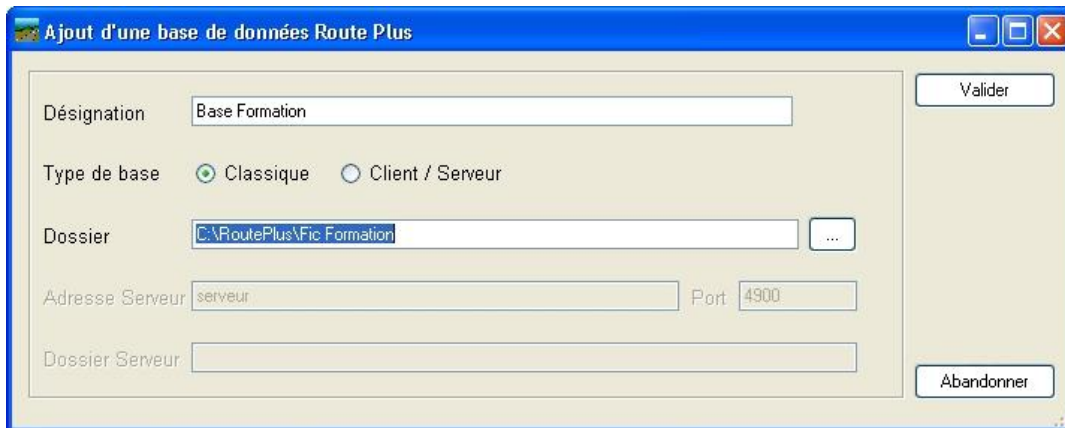 Ajout d'une base de données Route Plus
Valider
Désignation Base Formation
Type de base Classique Client / Serveur
Dossier C:\RoutePlus\Fic Formation ...
Adresse Serveur serveur Port 4900
Dossier Serveur
Abandonner